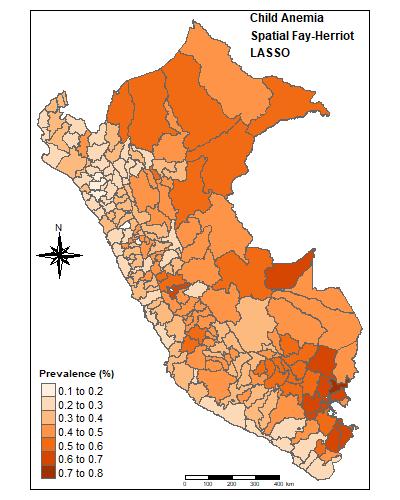 Child Anemia
Spatial Fay-Herriot
LASSO
N
Prevalence (%)
0.1 to 0.2
0.2 to 0.3
0.3 to 0.4
0.4 to 0.5
0.5 to 0.6
0.6 to 0.7
0.7 to 0.8
0 100 200 300 400 km